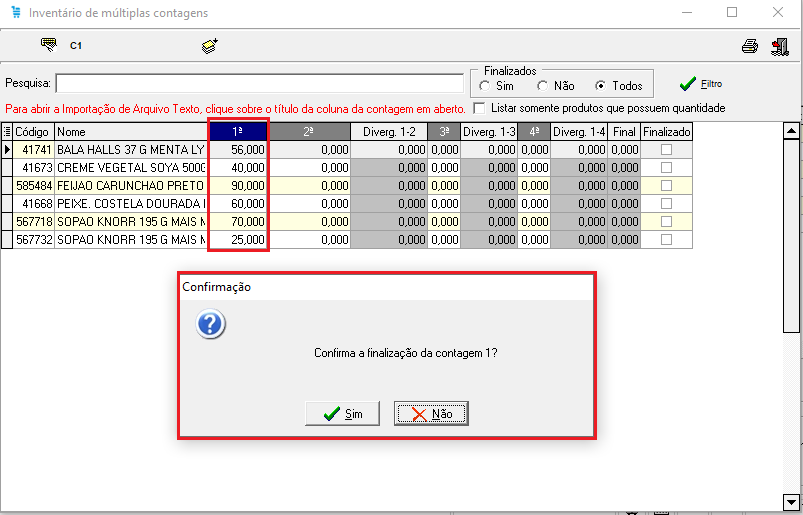 Inventário de múltiplas contagens
C1
Pesquisa:
Finalizados
Sim Não Todos
Filtro
Para abrir a Importação de Arquivo Texto, clique sobre o título da coluna da contagem em aberto. Listar somente produtos que possuem quantidade
Código Nome 1ª 2ª Diverg. 1-2 3ª Diverg. 1-3 4ª Diverg. 1-4 Final Finalizado
41741 BALA HALLS 37 G MENTA LY 56,000 0,000 0,000 0,000 0,000 0,000 0,000 0,000
41673 CREME VEGETAL SOYA 500G 40,000 0,000 0,000 0,000 0,000 0,000 0,000 0,000
585484 FEIJAO CARUNCHAO PRETO 90,000 0,000 0,000 0,000 0,000 0,000 0,000 0,000
41668 PEIXE. COSTELA DOURADA 60,000 0,000 0,000 0,000 0,000 0,000 0,000 0,000
567718 SOPAO KNORR 195 G MAIS M 70,000 0,000 0,000 0,000 0,000 0,000 0,000 0,000
567732 SOPAO KNORR 195 G MAIS M 25,000 0,000 0,000 0,000 0,000 0,000 0,000 0,000
Confirmação
Confirma a finalização da contagem 1?
Sim Não